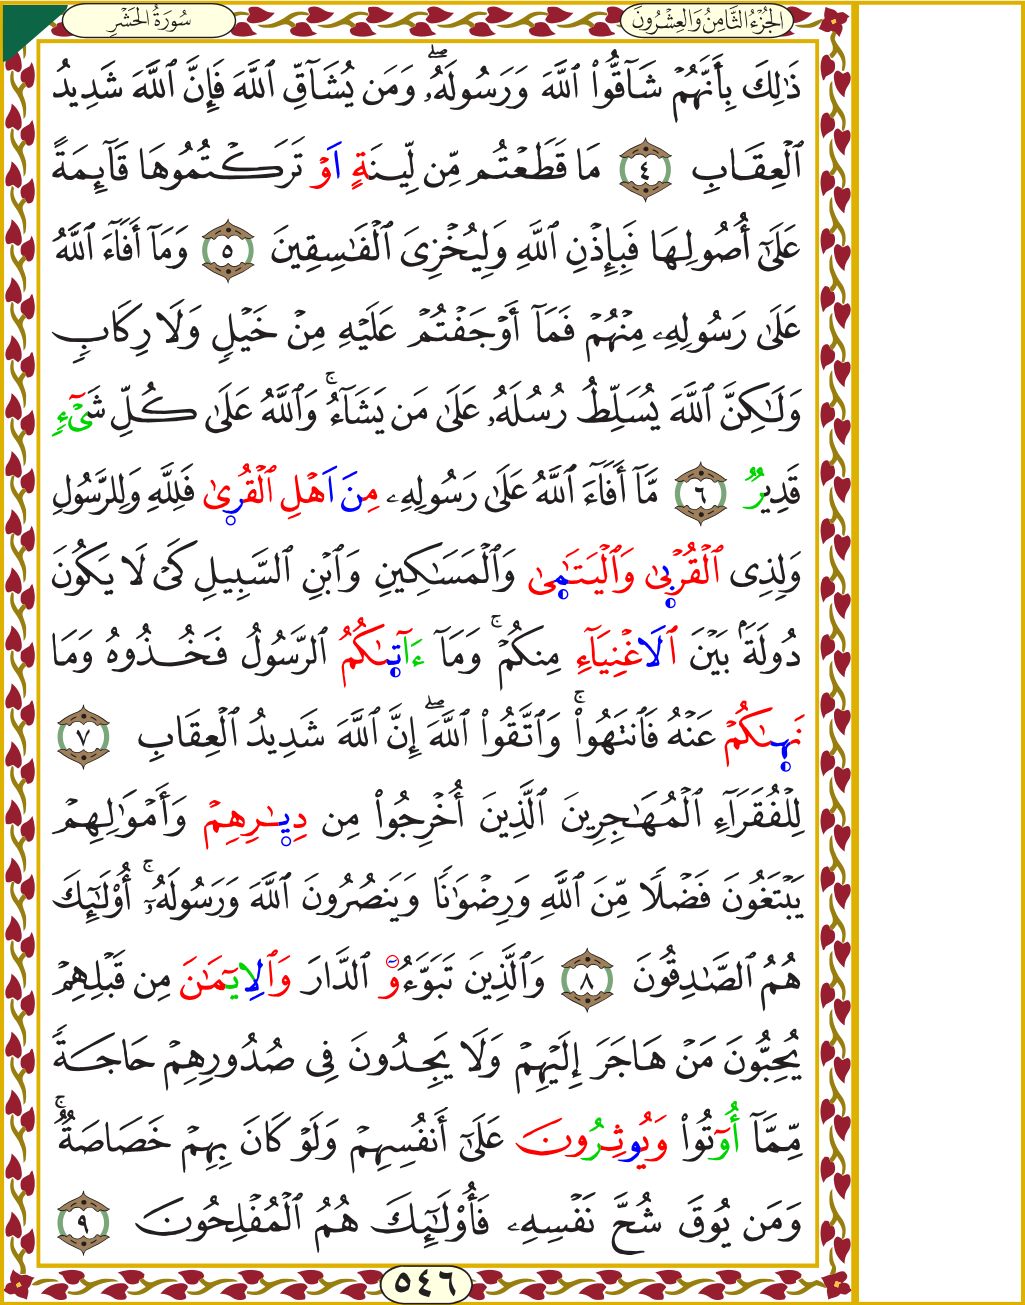 الجُزْءُ الثَّامِنُ وَالعِشْرُونَ
سُورَةُ الحَشْرِ
ذَٰلِكَ بِأَنَّهُمْ شَآقُّوا۟ ٱللَّهَ وَرَسُولَهُۥۖ وَمَن يُشَآقِّ ٱللَّهَ فَإِنَّ ٱللَّهَ شَدِيدُ
ٱلْعِقَابِ ٤ مَا قَطَعْتُم مِّن لِّينَةٍ اَوْ تَرَكْتُمُوهَا قَآئِمَةً
عَلَىٰٓ أُصُولِهَا فَبِإِذْنِ ٱللَّهِ وَلِيُخْزِىَ ٱلْفَٰسِقِينَ ٥ وَمَآ أَفَآءَ ٱللَّهُ
عَلَىٰ رَسُولِهِۦ مِنْهُمْ فَمَآ أَوْجَفْتُمْ عَلَيْهِ مِنْ خَيْلٍ وَلَا رِكَابٍ
وَلَٰكِنَّ ٱللَّهَ يُسَلِّطُ رُسُلَهُۥ عَلَىٰ مَن يَشَآءُۚ وَٱللَّهُ عَلَىٰ كُلِّ شَىْءٍ
قَدِيرٌ ٦ مَّآ أَفَآءَ ٱللَّهُ عَلَىٰ رَسُولِهِۦ مِنَ اَهْلِ ٱلْقُرَىٰ فَلِلَّهِ وَلِلرَّسُولِ
وَلِذِى ٱلْقُرْبَىٰ وَٱلْيَتَٰمَىٰ وَٱلْمَسَٰكِينِ وَٱبْنِ ٱلسَّبِيلِ كَىْ لَا يَكُونَ
دُولَةًۢ بَيْنَ ٱلَاغْنِيَآءِ مِنكُمْۚ وَمَآ ءَاتَىٰكُمُ ٱلرَّسُولُ فَخُذُوهُ وَمَا
نَهَىٰكُمْ عَنْهُ فَٱنتَهُوا۟ۚ وَٱتَّقُوا۟ ٱللَّهَۖ إِنَّ ٱللَّهَ شَدِيدُ ٱلْعِقَابِ ٧
لِلْفُقَرَآءِ ٱلْمُهَٰجِرِينَ ٱلَّذِينَ أُخْرِجُوا۟ مِن دِيَٰرِهِمْ وَأَمْوَٰلِهِمْ
يَبْتَغُونَ فَضْلًا مِّنَ ٱللَّهِ وَرِضْوَٰنًا وَيَنصُرُونَ ٱللَّهَ وَرَسُولَهُۥٓۚ أُو۟لَٰٓئِكَ
هُمُ ٱلصَّٰدِقُونَ ٨ وَٱلَّذِينَ تَبَوَّءُو ٱلدَّارَ وَٱلِايمَٰنَ مِن قَبْلِهِمْ
يُحِبُّونَ مَنْ هَاجَرَ إِلَيْهِمْ وَلَا يَجِدُونَ فِى صُدُورِهِمْ حَاجَةً
مِّمَّآ أُوتُوا۟ وَيُوثِرُونَ عَلَىٰٓ أَنفُسِهِمْ وَلَوْ كَانَ بِهِمْ خَصَاصَةٌۚ
وَمَن يُوقَ شُحَّ نَفْسِهِۦ فَأُو۟لَٰٓئِكَ هُمُ ٱلْمُفْلِحُونَ ٩
٥٤٦